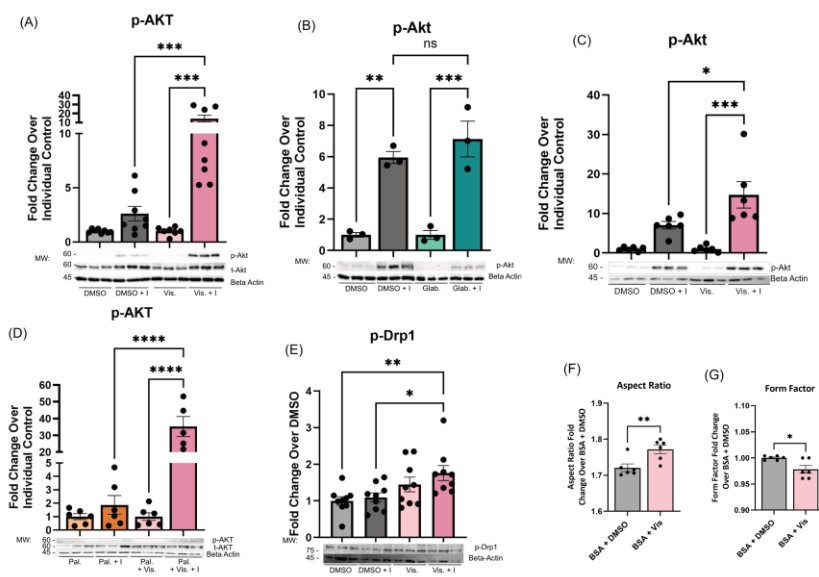 (A)
p-AKT
***
***
Fold Change Over
Individual Control
40
30
20
10
10
5
0
MW:
60 -
60
45
p-Akt
t-Akt
Beta Actin
DMSO
DMSO + I
Vis.
Vis. + I
(B)
p-Akt
ns
**
***
Fold Change Over
Individual Control
10
8
6
4
2
0
MW:
60 -
45
p-Akt
Beta Actin
DMSO
DMSO + I
Glab.
Glab. + I
(C)
p-Akt
*
***
Fold Change Over
Individual Control
40
30
20
10
0
MW:
60 -
45
p-Akt
Beta Actin
DMSO
DMSO + I
Vis.
Vis + I
(D)
p-AKT
****
****
Fold Change Over
Individual Control
60
50
40
30
20
10
5
4
3
2
1
0
MW:
60
60
45
p-AKT
t-AKT
Beta Actin
Pal.
Pal. + I
Pal.
+ Vis.
Pal.
+ Vis. + I
(E)
p-Drp1
**
*
Fold Change Over DMSO
4
3
2
1
0
MW:
75
45
p-Drp1
Beta-Actin
DMSO
DMSO + I
Vis.
Vis. + I
(F)
Aspect Ratio
**
Aspect Ratio Fold
Change Over BSA + DMSO
1.9
1.8
1.7
1.6
BSA + DMSO
BSA + Vis
(G)
Form Factor
*
Form Factor Fold Change
Over BSA + DMSO
1.10
1.05
1.00
0.95
0.90
BSA + DMSO
BSA + Vis